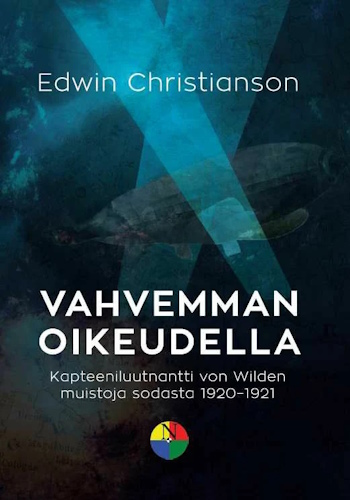 Edwin Christianson
VAHVEMMAN
OIKEUDELLA
Kapteeniluutnantti von Wilden
muistoja sodasta 1920–1921
N